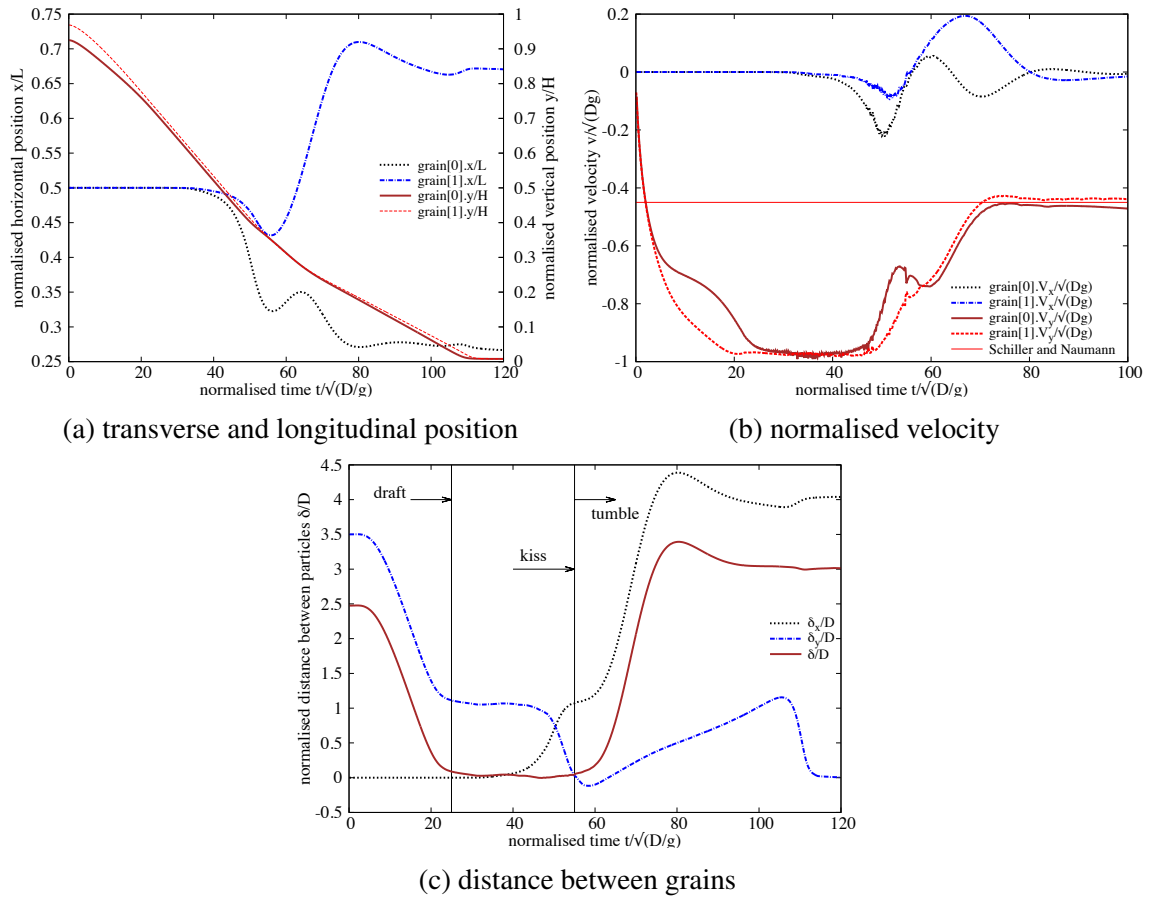 0.75
0.7
0.65
0.6
0.55
0.5
0.45
0.4
0.35
0.3
0.25
normalised horizontal position x/L
1
0.9
0.8
0.7
0.6
0.5
0.4
0.3
0.2
0.1
0
normalised vertical position y/H
grain[0].x/L
grain[1].x/L
grain[0].y/H
grain[1].y/H
0 20 40 60 80 100 120
normalised time t/√(D/g)
(a) transverse and longitudinal position
0.2
0
-0.2
-0.4
-0.6
-0.8
-1
normalised velocity v/√(Dg)
grain[0].Vx/√(Dg)
grain[1].Vx/√(Dg)
grain[0].Vy/√(Dg)
grain[1].Vy/√(Dg)
Schiller and Naumann
0 20 40 60 80 100
normalised time t/√(D/g)
(b) normalised velocity
4.5
4
3.5
3
2.5
2
1.5
1
0.5
0
-0.5
normalised distance between particles δ/D
draft
kiss
tumble
δx/D
δy/D
δ/D
0 20 40 60 80 100 120
normalised time t/√(D/g)
(c) distance between grains